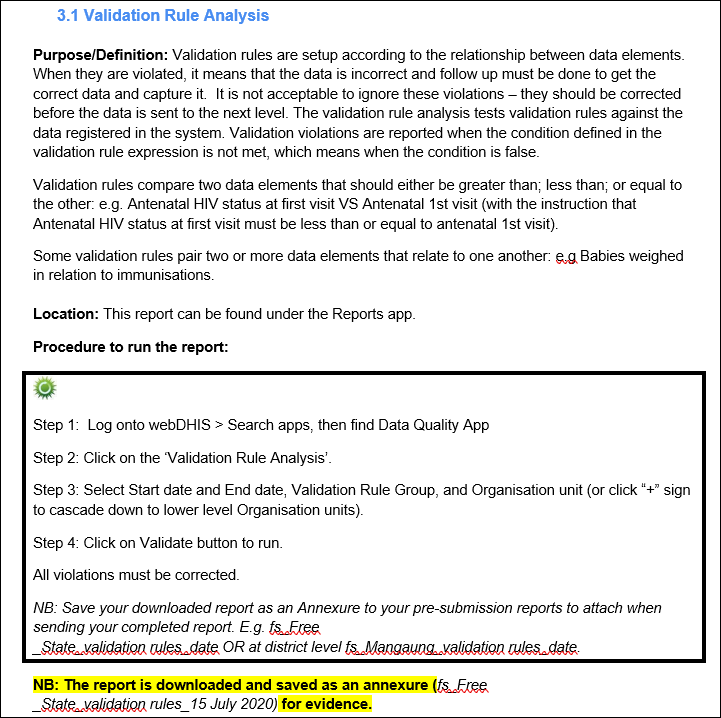 3.1 Validation Rule Analysis
Purpose/Definition: Validation rules are setup according to the relationship between data elements.
When they are violated, it means that the data is incorrect and follow up must be done to get the
correct data and capture it.  It is not acceptable to ignore these violations – they should be corrected
before the data is sent to the next level. The validation rule analysis tests validation rules against the
data registered in the system. Validation violations are reported when the condition defined in the
validation rule expression is not met, which means when the condition is false.
Validation rules compare two data elements that should either be greater than; less than; or equal to
the other: e.g. Antenatal HIV status at first visit VS Antenatal 1st visit (with the instruction that
Antenatal HIV status at first visit must be less than or equal to antenatal 1st visit).
Some validation rules pair two or more data elements that relate to one another: e.g Babies weighed
in relation to immunisations.
Location: This report can be found under the Reports app.
Procedure to run the report:
Step 1:  Log onto webDHIS > Search apps, then find Data Quality App
Step 2: Click on the ‘Validation Rule Analysis’.
Step 3: Select Start date and End date, Validation Rule Group, and Organisation unit (or click “+” sign
to cascade down to lower level Organisation units).
Step 4: Click on Validate button to run.
All violations must be corrected.
NB: Save your downloaded report as an Annexure to your pre-submission reports to attach when
sending your completed report. E.g. fs_Free
_State_validation rules_date OR at district level fs_Mangaung_validation rules_date.
NB: The report is downloaded and saved as an annexure (fs_Free
_State_validation rules_15 July 2020) for evidence.